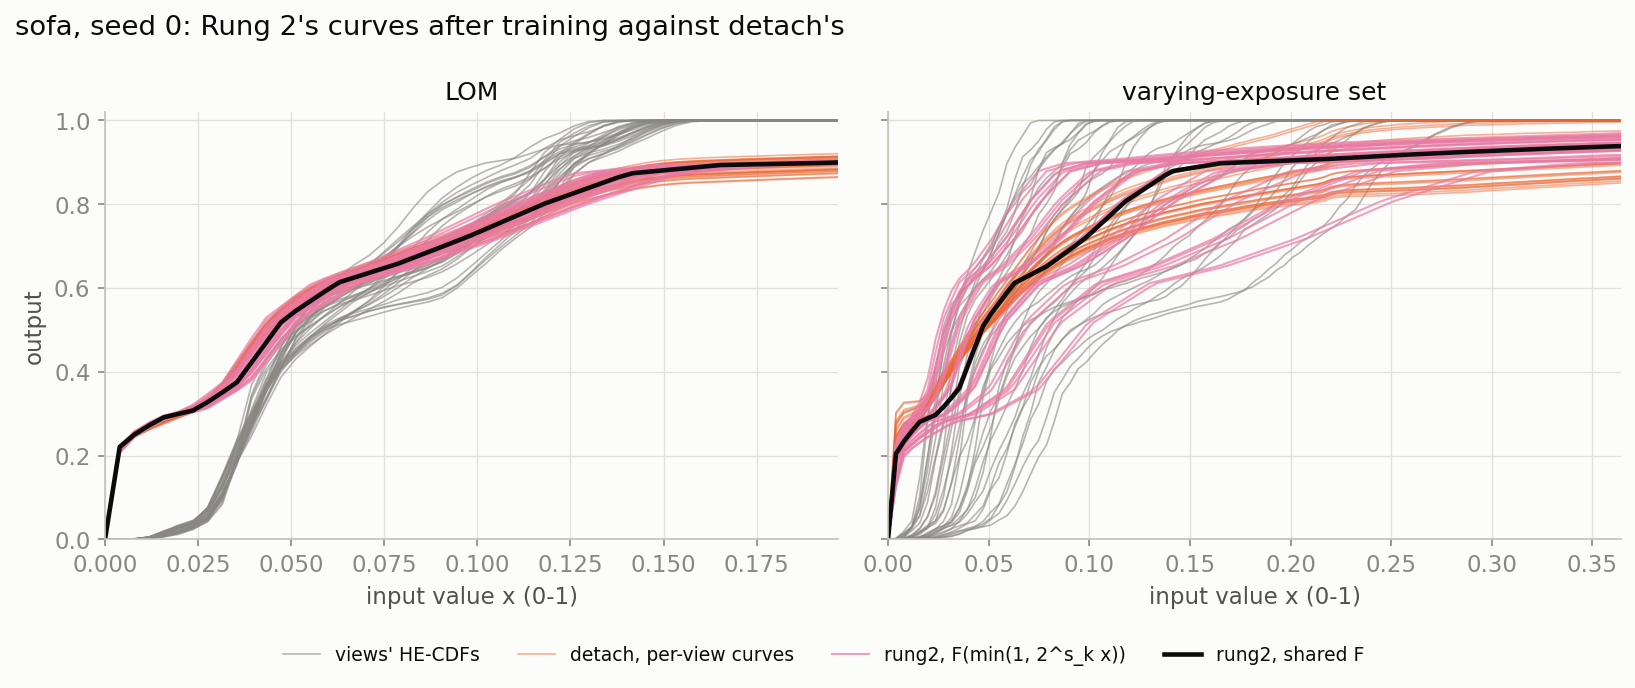 sofa, seed 0: Rung 2's curves after training against detach's
LOM
varying-exposure set
output
1.0
0.8
0.6
0.4
0.2
0.0
0.000 0.025 0.050 0.075 0.100 0.125 0.150 0.175
0.00 0.05 0.10 0.15 0.20 0.25 0.30 0.35
input value x (0-1)
input value x (0-1)
views' HE-CDFs
detach, per-view curves
rung2, F(min(1, 2^s_k x))
rung2, shared F